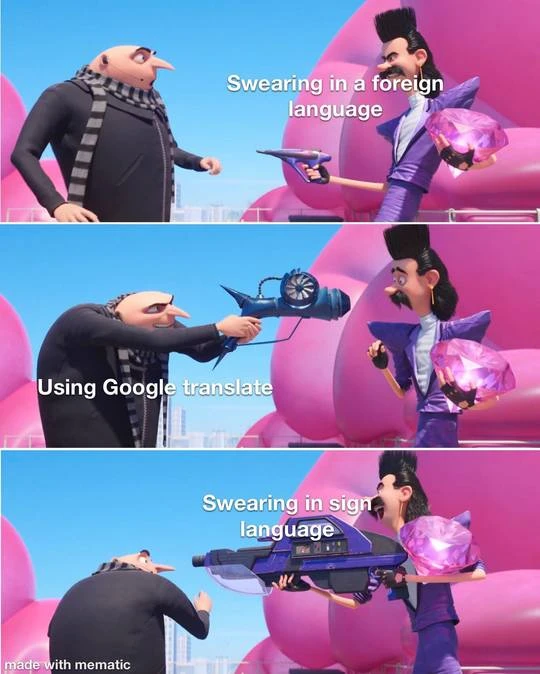 Swearing in a foreign
language
Using Google translate
Swearing in sign
language
made with mematic